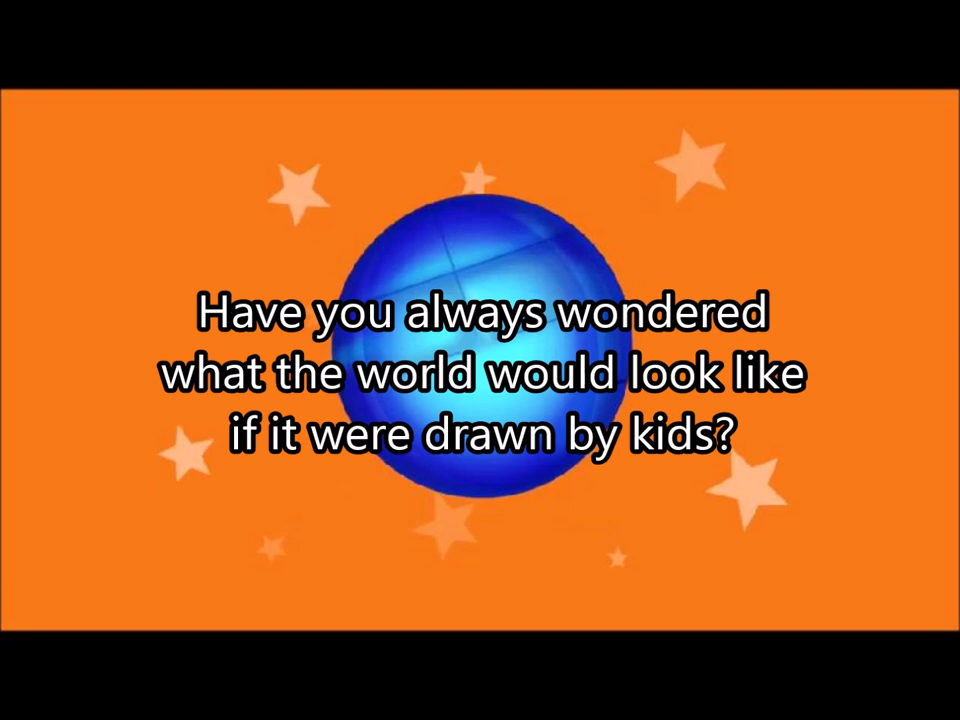 Have you always wondered
what the world would look like
if it were drawn by kids?